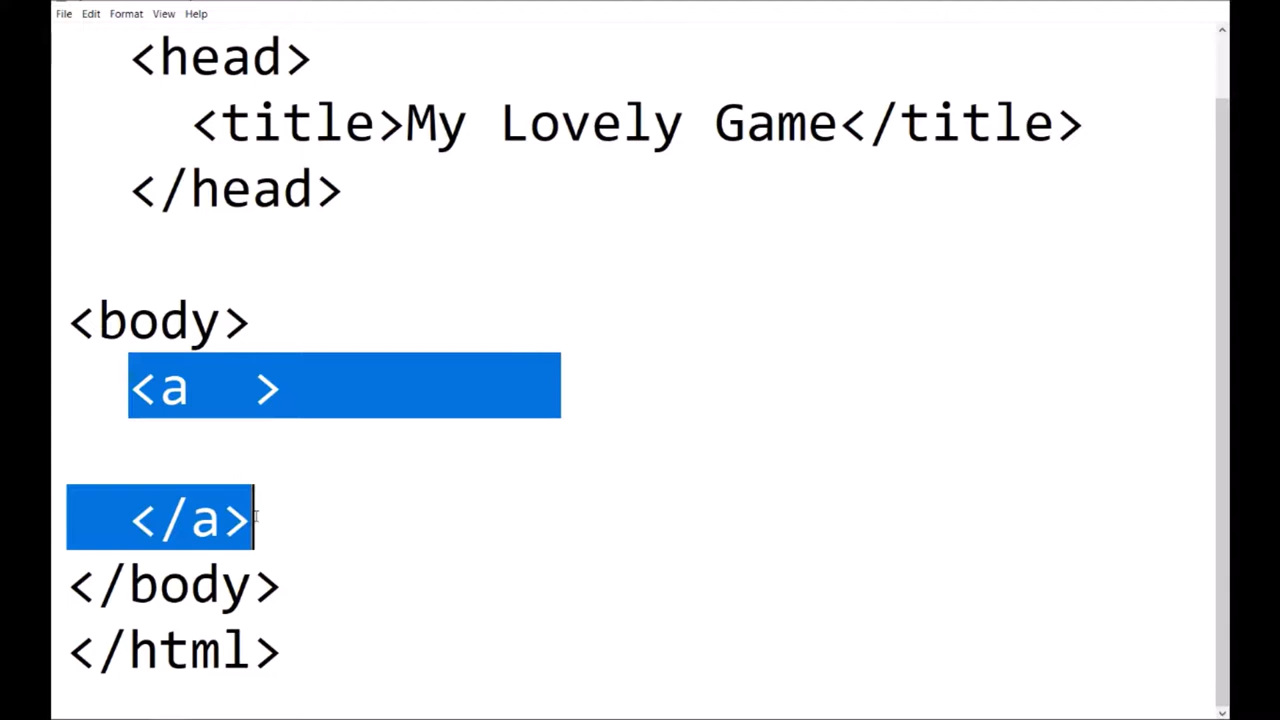 File Edit Format View Help
<head>
<title>My Lovely Game</title>
</head>
<body>
<a  >
</a>
</body>
</html>